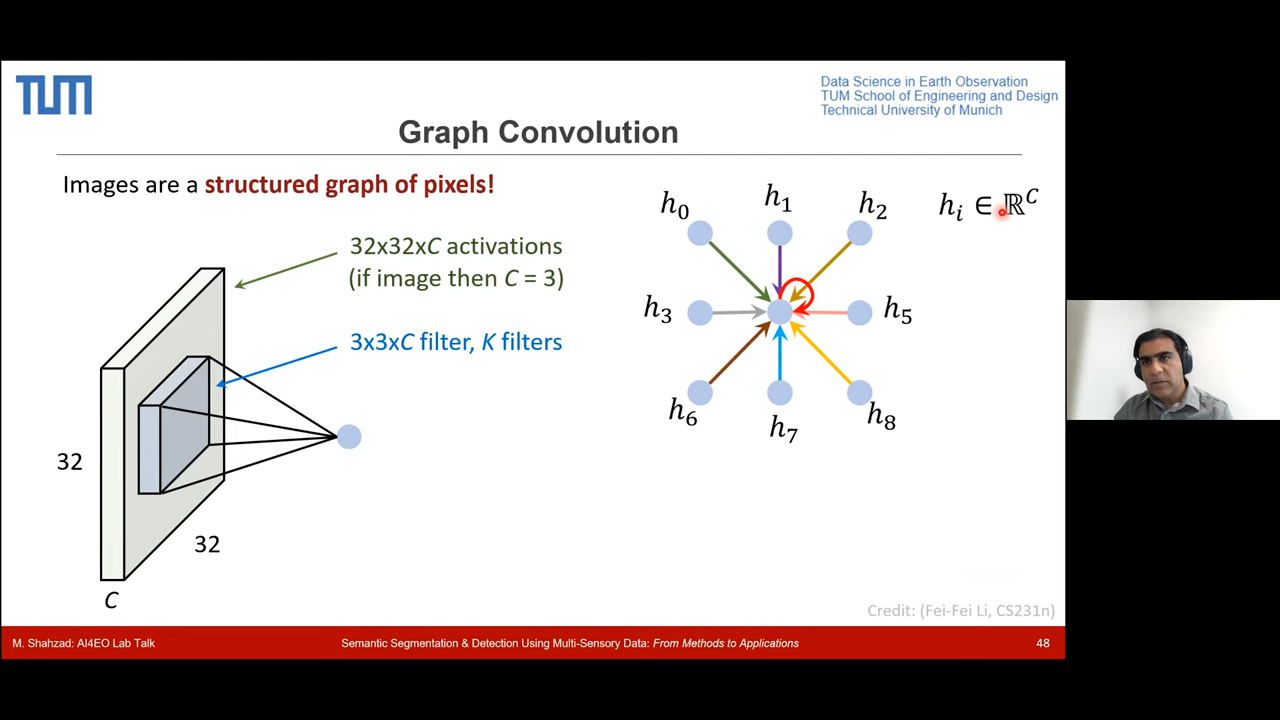 TUM
Data Science in Earth Observation
TUM School of Engineering and Design
Technical University of Munich
Graph Convolution
Images are a structured graph of pixels!
32x32xC activations
(if image then C = 3)
3x3xC filter, K filters
32
32
C
h₀
h₁
h₂
hᵢ ∈ ℝᶜ
h₃
h₅
h₆
h₇
h₈
Credit: (Fei-Fei Li, CS231n)
M. Shahzad: AI4EO Lab Talk
Semantic Segmentation & Detection Using Multi-Sensory Data: From Methods to Applications
48